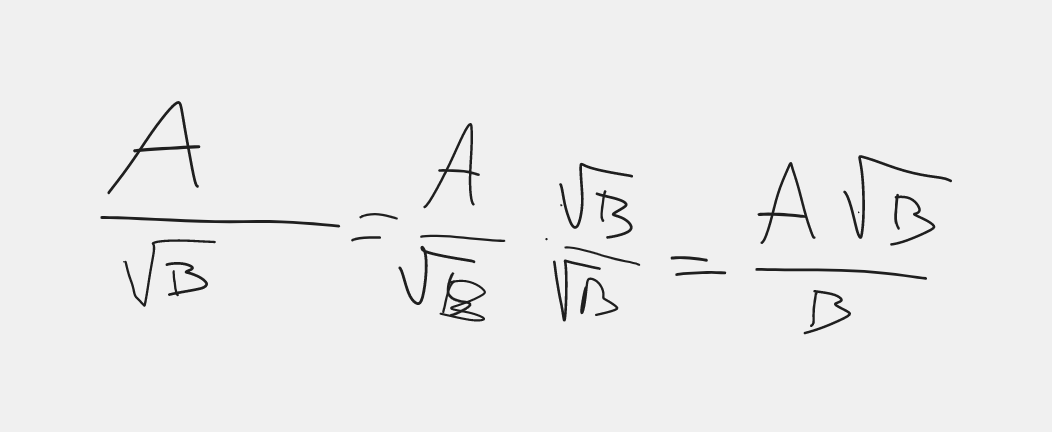 A/√B = A/√B · √B/√B = A√B/B